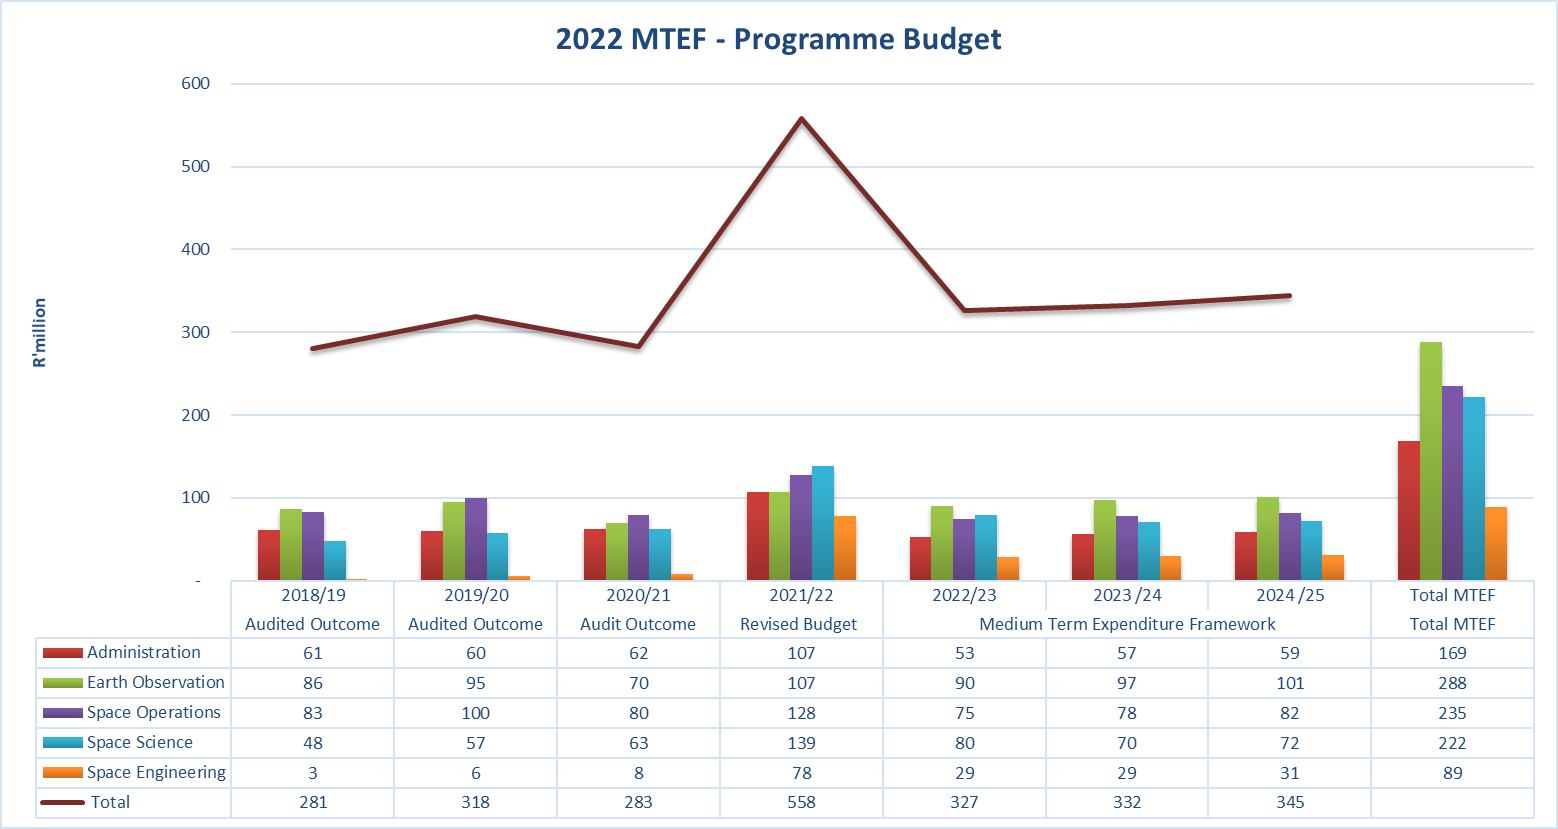 2022 MTEF - Programme Budget
600
500
400
300
200
100
-
R'million
2018/19 2019/20 2020/21 2021/22 2022/23 2023 /24 2024 /25 Total MTEF
Audited Outcome Audited Outcome Audit Outcome Revised Budget Medium Term Expenditure Framework Total MTEF
Administration 61 60 62 107 53 57 59 169
Earth Observation 86 95 70 107 90 97 101 288
Space Operations 83 100 80 128 75 78 82 235
Space Science 48 57 63 139 80 70 72 222
Space Engineering 3 6 8 78 29 29 31 89
Total 281 318 283 558 327 332 345